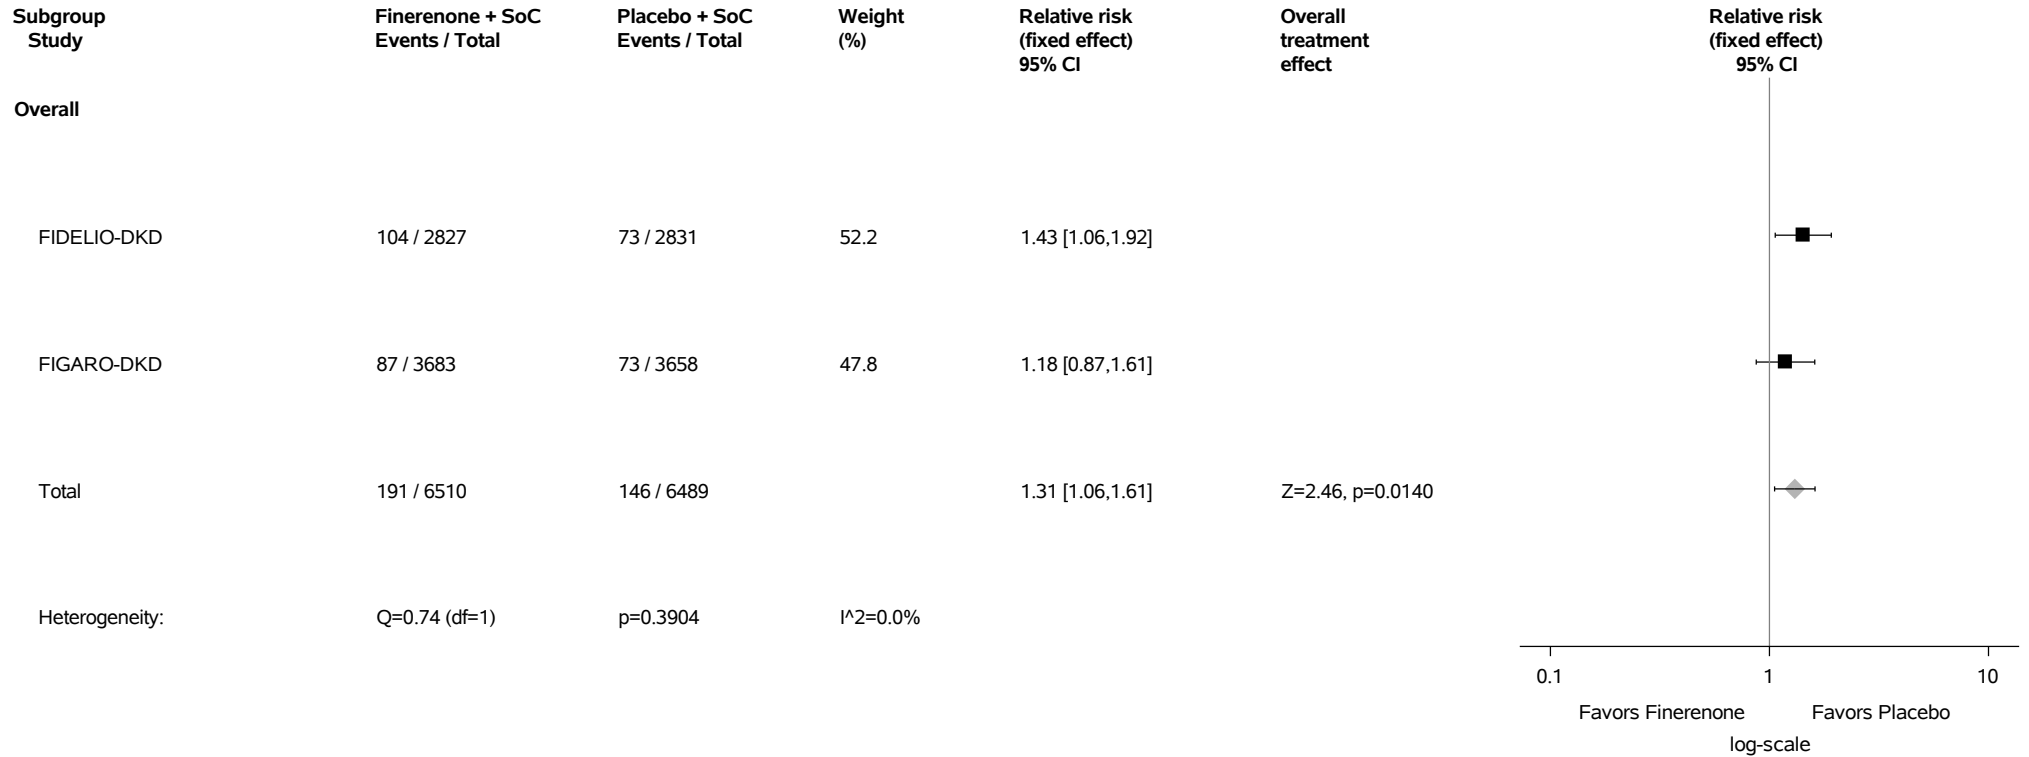 Subgroup Finerenone + SoC Placebo + SoC Weight Relative risk Overall Relative risk
Study Events / Total Events / Total (%) (fixed effect) treatment (fixed effect)
95% CI effect 95% CI
Overall
FIDELIO-DKD 104 / 2827 73 / 2831 52.2 1.43 [1.06,1.92]
FIGARO-DKD 87 / 3683 73 / 3658 47.8 1.18 [0.87,1.61]
Total 191 / 6510 146 / 6489 1.31 [1.06,1.61] Z=2.46, p=0.0140
Heterogeneity: Q=0.74 (df=1) p=0.3904 I^2=0.0%
0.1 1 10
Favors Finerenone Favors Placebo
log-scale